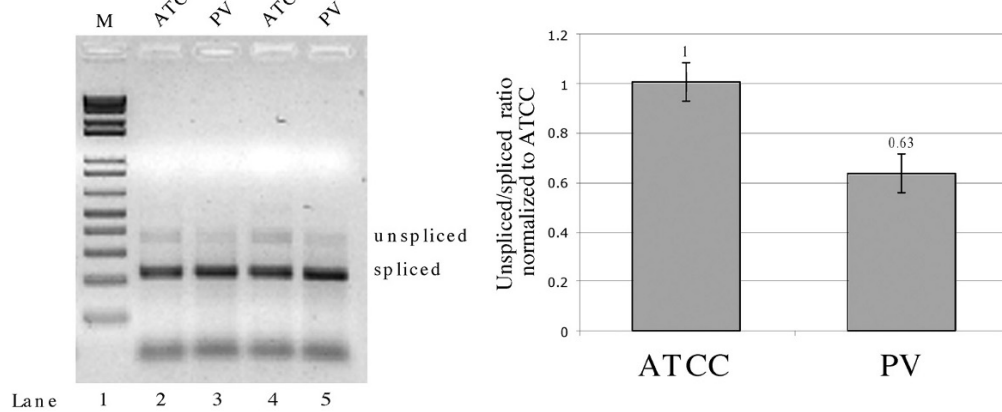 M ATCC PV ATCC PV
unspliced
spliced
Lane 1 2 3 4 5
Unspliced/spliced ratio
normalized to ATCC
1.2
1
0.8
0.6
0.4
0.2
0
1
0.63
ATCC PV